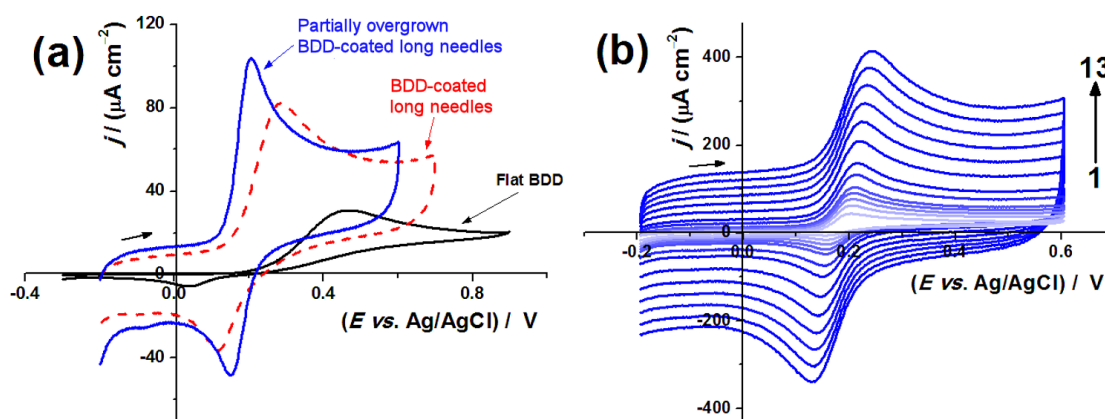 (a)
j / (μA cm⁻²)
120
80
40
0
-40
-0.4
0.0
0.4
0.8
(E vs. Ag/AgCl) / V
Partially overgrown
BDD-coated long needles
BDD-coated
long needles
Flat BDD
(b)
j / (μA cm⁻²)
400
200
0
-200
-400
-0.2
0.0
0.2
0.4
0.6
(E vs. Ag/AgCl) / V
13
1